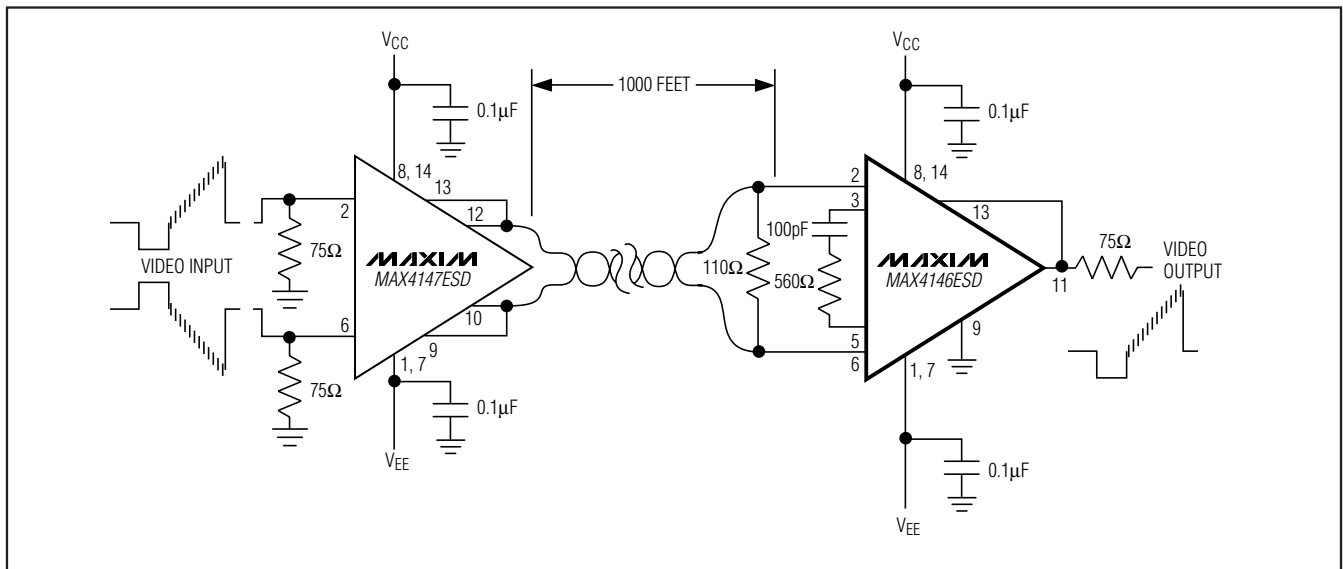 VCC
VCC
1000 FEET
0.1µF
0.1µF
8, 14
13
12
2
75Ω
VIDEO INPUT
MAXIM
MAX4147ESD
10
9
6
75Ω
1, 7
0.1µF
VEE
2
3
100pF
110Ω
560Ω
5
6
8, 14
13
MAXIM
MAX4146ESD
11
9
1, 7
75Ω
VIDEO
OUTPUT
0.1µF
VEE